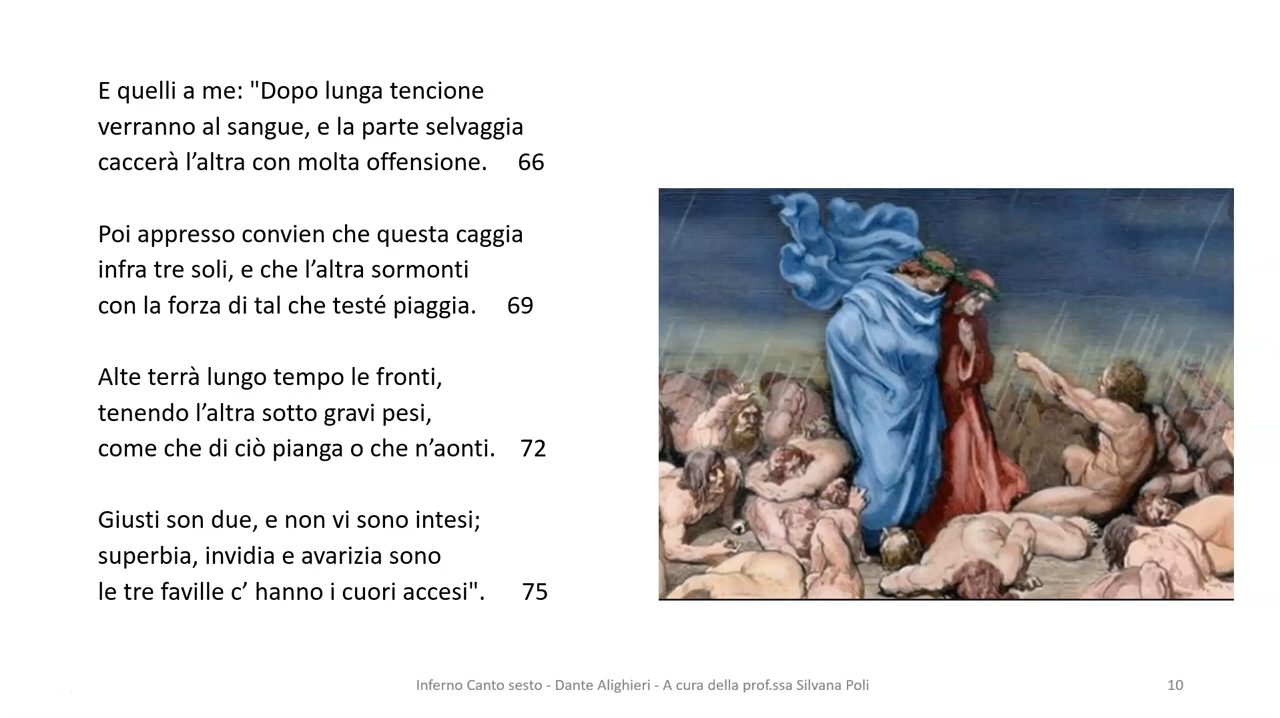 E quelli a me: "Dopo lunga tencione
verranno al sangue, e la parte selvaggia
caccerà l’altra con molta offensione. 66
Poi appresso convien che questa caggia
infra tre soli, e che l’altra sormonti
con la forza di tal che testé piaggia. 69
Alte terrà lungo tempo le fronti,
tenendo l’altra sotto gravi pesi,
come che di ciò pianga o che n’aonti. 72
Giusti son due, e non vi sono intesi;
superbia, invidia e avarizia sono
le tre faville c’ hanno i cuori accesi". 75
Inferno Canto sesto - Dante Alighieri - A cura della prof.ssa Silvana Poli 10